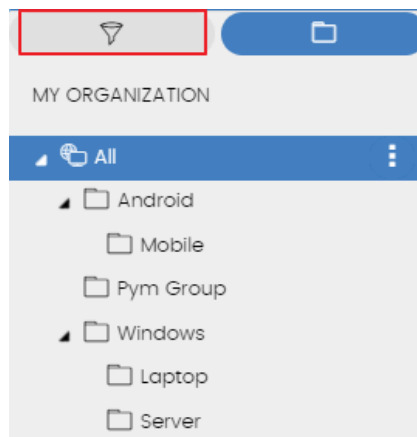 MY ORGANIZATION
All
Android
Mobile
Pym Group
Windows
Laptop
Server